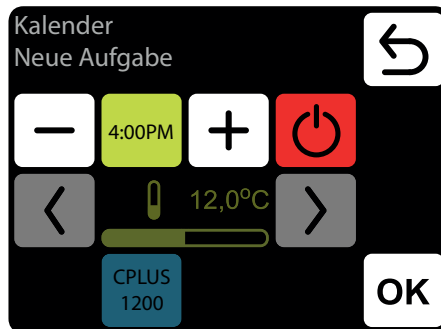 Kalender
Neue Aufgabe
4:00PM
12,0°C
CPLUS
1200
OK